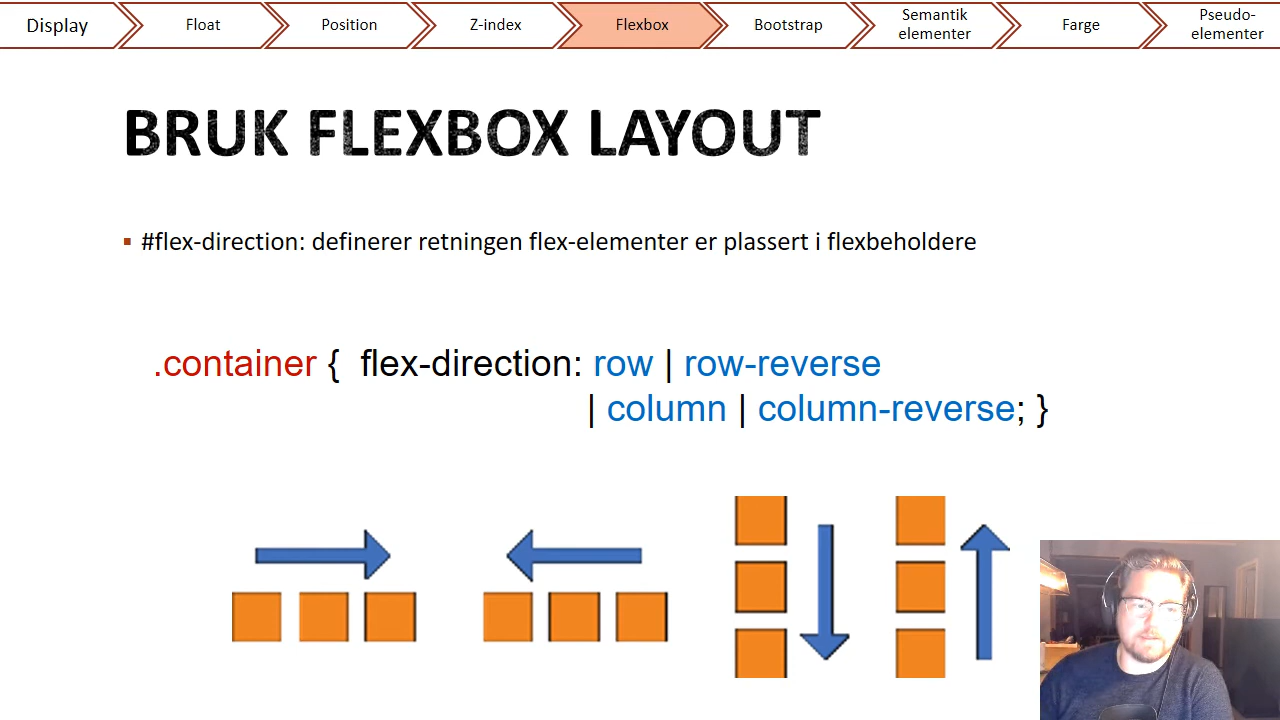 Display
Float
Position
Z-index
Flexbox
Bootstrap
Semantik
elementer
Farge
Pseudo-
elementer
BRUK FLEXBOX LAYOUT
#flex-direction: definerer retningen flex-elementer er plassert i flexbeholdere
.container { flex-direction: row | row-reverse
| column | column-reverse; }